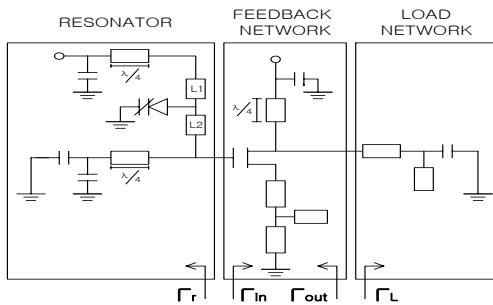 RESONATOR
FEEDBACK NETWORK
LOAD NETWORK
λ/4
L1
λ/4
L2
λ/4
Γr
Γin
Γout
ΓL